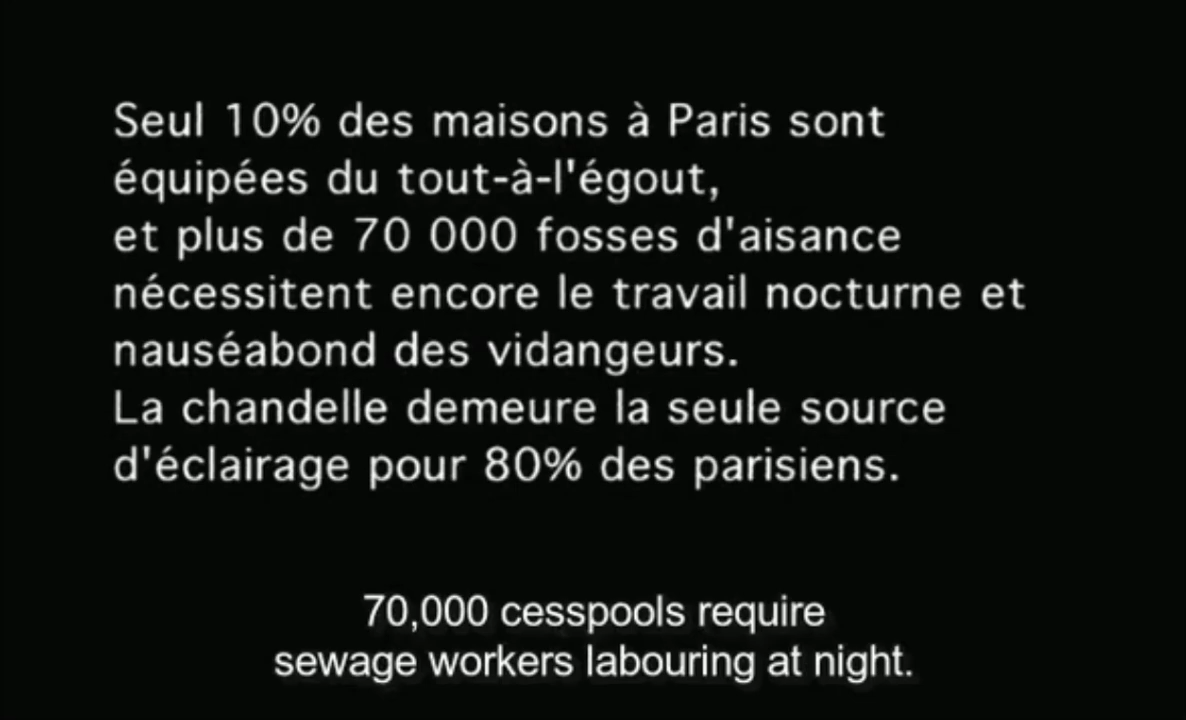 Seul 10% des maisons à Paris sont
équipées du tout-à-l'égout,
et plus de 70 000 fosses d'aisance
nécessitent encore le travail nocturne et
nauséabond des vidangeurs.
La chandelle demeure la seule source
d'éclairage pour 80% des parisiens.
70,000 cesspools require
sewage workers labouring at night.